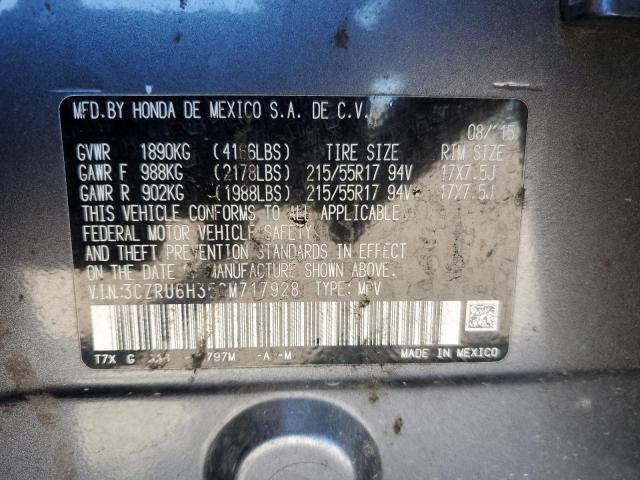 MFD.BY HONDA DE MEXICO S.A. DE C.V.
08/15
GVWR 1890KG (4166LBS) TIRE SIZE RIM SIZE
GAWR F 988KG (2178LBS) 215/55R17 94V 17X7.5J
GAWR R 902KG (1988LBS) 215/55R17 94V 17X7.5J
THIS VEHICLE CONFORMS TO ALL APPLICABLE
FEDERAL MOTOR VEHICLE SAFETY
AND THEFT PREVENTION STANDARDS IN EFFECT
ON THE DATE OF MANUFACTURE SHOWN ABOVE.
V.I.N: TYPE: MPV
T7X G 797M -A -M MADE IN MEXICO